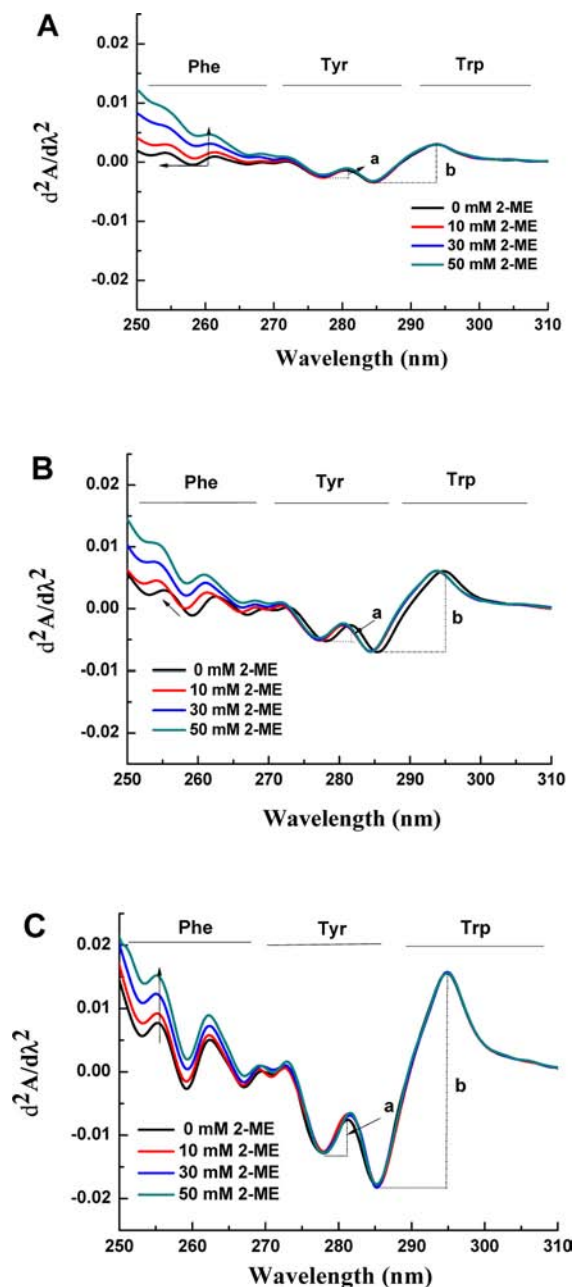 A
Phe Tyr Trp
0.02
0.01
0.00
-0.01
-0.02
d²A/dλ²
a
b
0 mM 2-ME
10 mM 2-ME
30 mM 2-ME
50 mM 2-ME
250 260 270 280 290 300 310
Wavelength (nm)
B
Phe Tyr Trp
0.02
0.01
0.00
-0.01
-0.02
d²A/dλ²
a
b
0 mM 2-ME
10 mM 2-ME
30 mM 2-ME
50 mM 2-ME
250 260 270 280 290 300 310
Wavelength (nm)
C
Phe Tyr Trp
0.02
0.01
0.00
-0.01
-0.02
d²A/dλ²
a
b
0 mM 2-ME
10 mM 2-ME
30 mM 2-ME
50 mM 2-ME
250 260 270 280 290 300 310
Wavelength (nm)